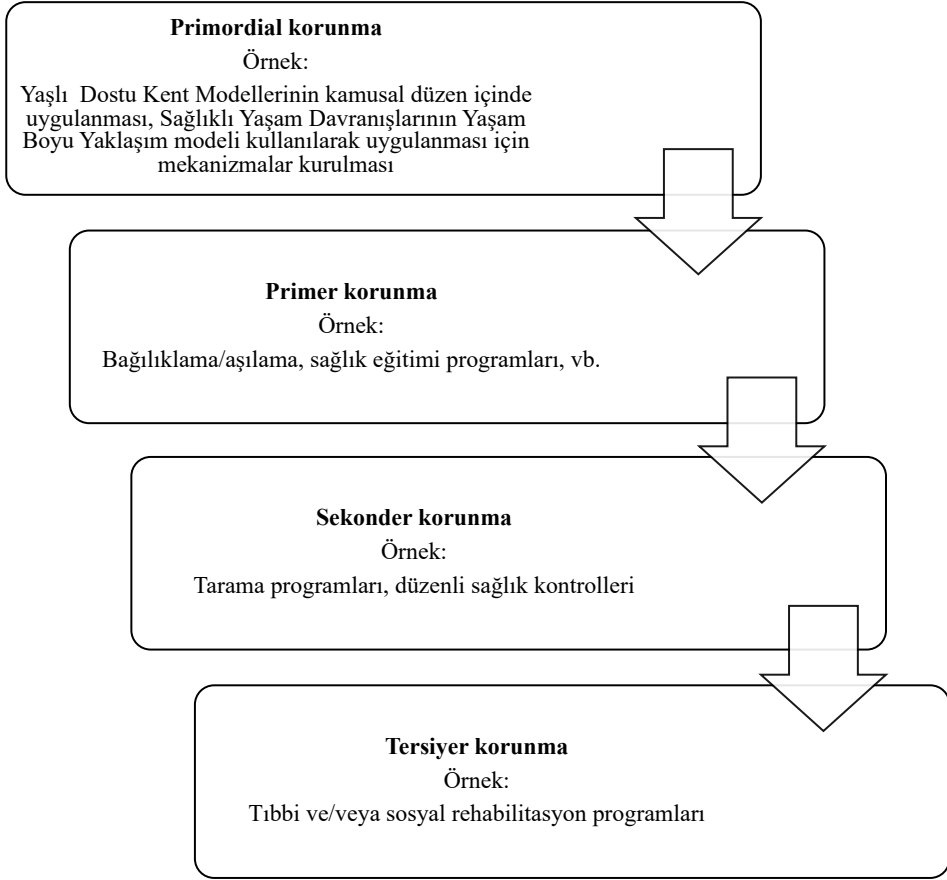 Primordial korunma
Örnek:
Yaşlı Dostu Kent Modellerinin kamusal düzen içinde
uygulanması, Sağlıklı Yaşam Davranışlarının Yaşam
Boyu Yaklaşım modeli kullanılarak uygulanması için
mekanizmalar kurulması
Primer korunma
Örnek:
Bağılıklama/aşılama, sağlık eğitimi programları, vb.
Sekonder korunma
Örnek:
Tarama programları, düzenli sağlık kontrolleri
Tersiyer korunma
Örnek:
Tıbbi ve/veya sosyal rehabilitasyon programları